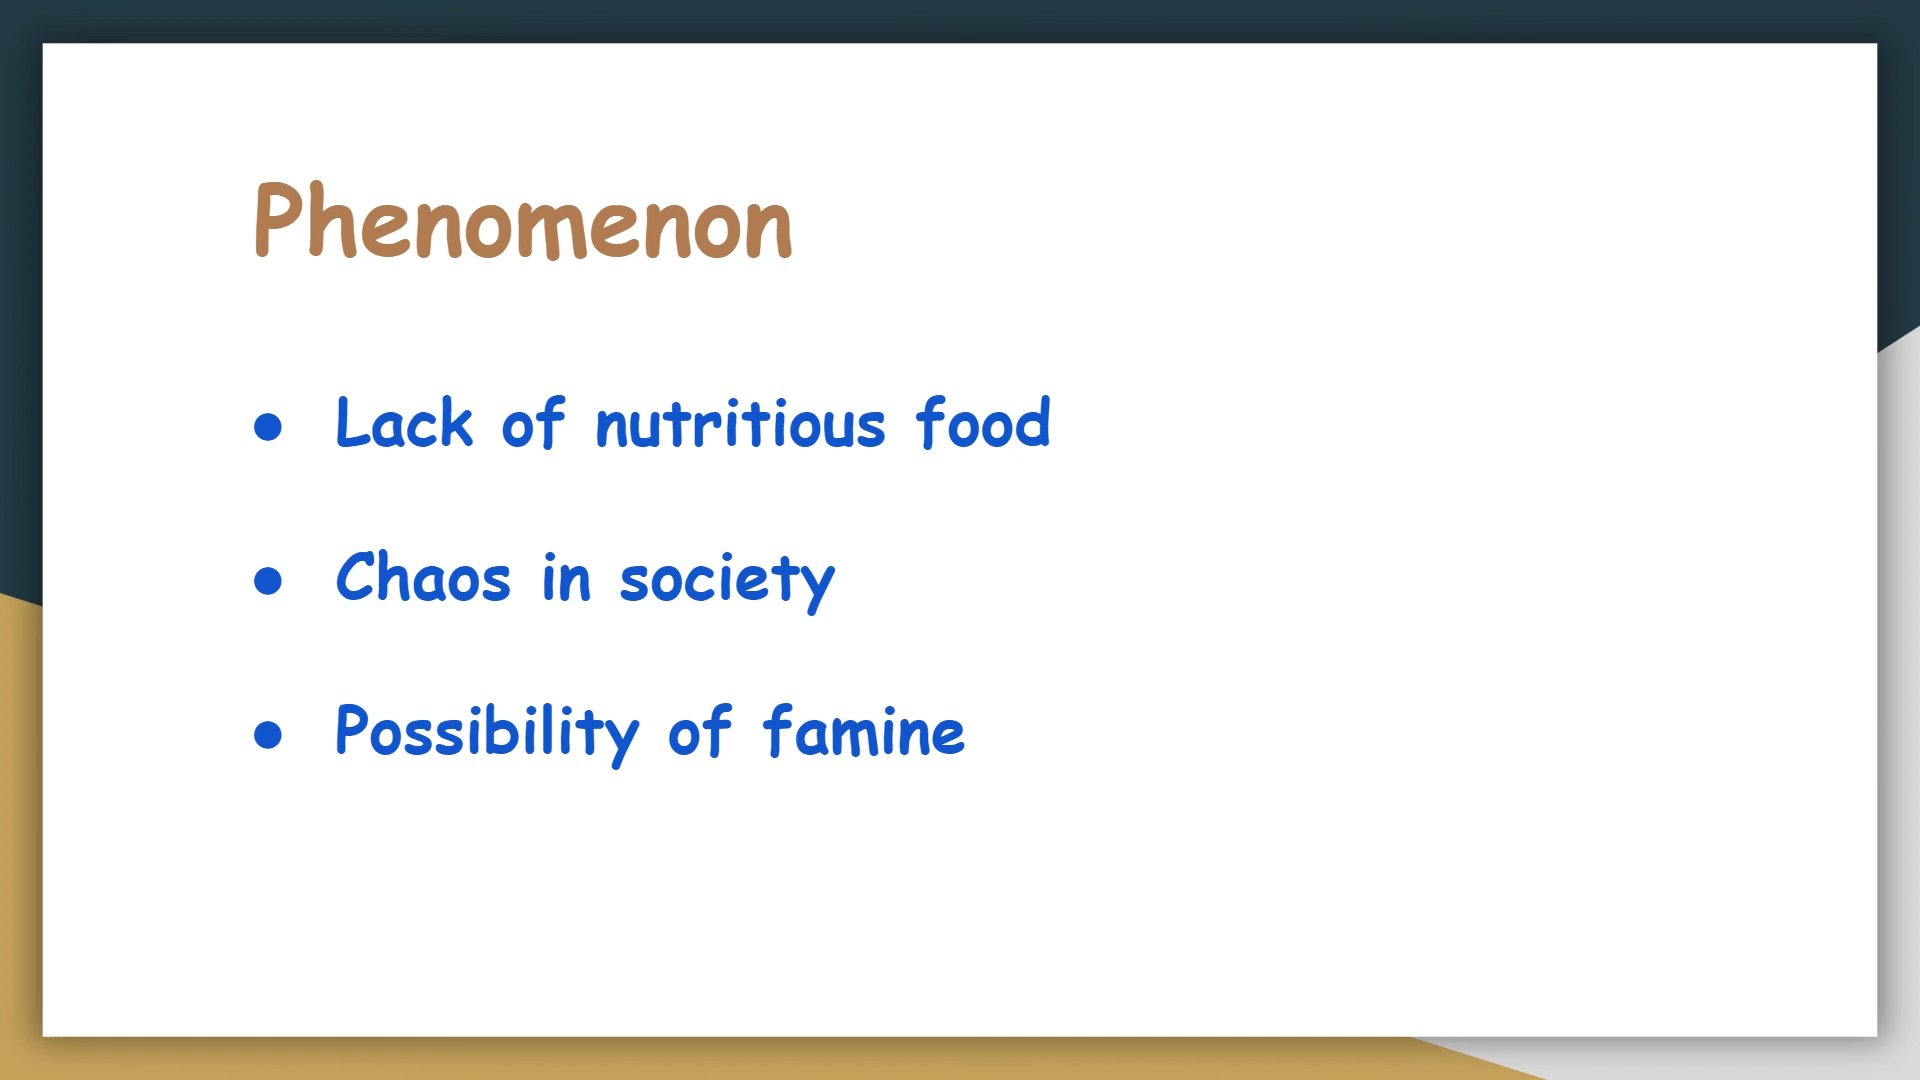 Phenomenon
● Lack of nutritious food
● Chaos in society
● Possibility of famine